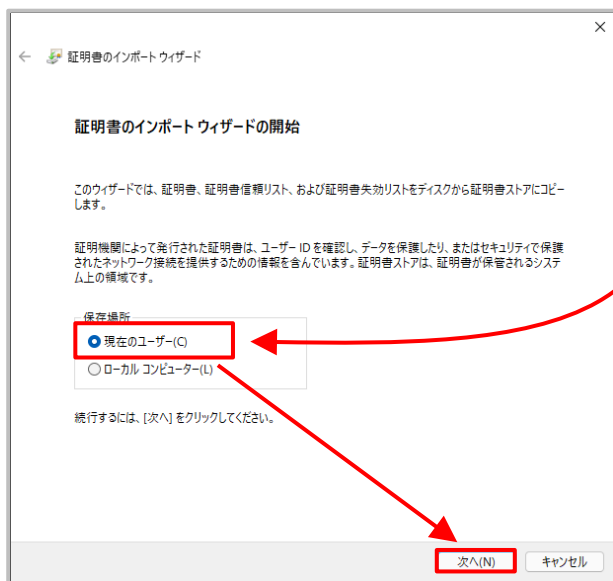 証明書のインポート ウィザード
証明書のインポート ウィザードの開始
このウィザードでは、証明書、証明書信頼リスト、および証明書失効リストをディスクから証明書ストアにコピー
します。
証明機関によって発行された証明書は、ユーザー ID を確認し、データを保護したり、またはセキュリティで保護
されたネットワーク接続を提供するための情報を含んでいます。証明書ストアは、証明書が保管されるシステ
ム上の領域です。
保存場所
現在のユーザー(C)
ローカル コンピューター(L)
続行するには、[次へ] をクリックしてください。
次へ(N)
キャンセル